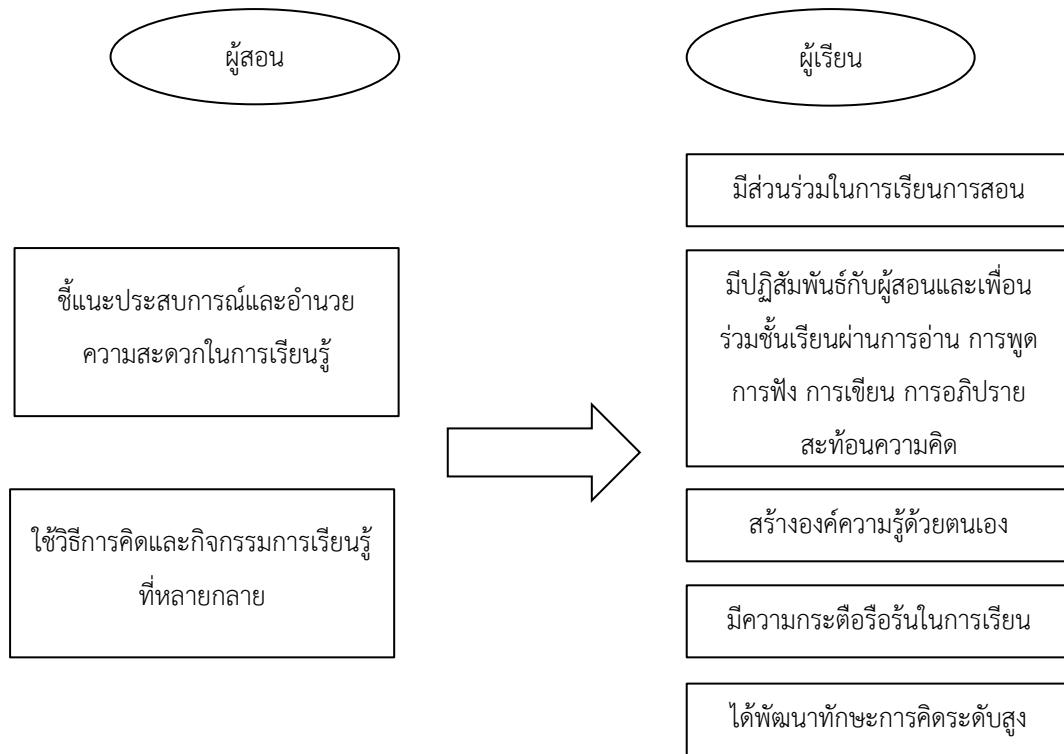 ผู้สอน
ชี้แนะประสบการณ์และอำนวย
ความสะดวกในการเรียนรู้
ใช้วิธีการคิดและกิจกรรมการเรียนรู้
ที่หลายกลาย
ผู้เรียน
มีส่วนร่วมในการเรียนการสอน
มีปฏิสัมพันธ์กับผู้สอนและเพื่อน
ร่วมชั้นเรียนผ่านการอ่าน การพูด
การฟัง การเขียน การอภิปราย
สะท้อนความคิด
สร้างองค์ความรู้ด้วยตนเอง
มีความกระตือรือร้นในการเรียน
ได้พัฒนาทักษะการคิดระดับสูง